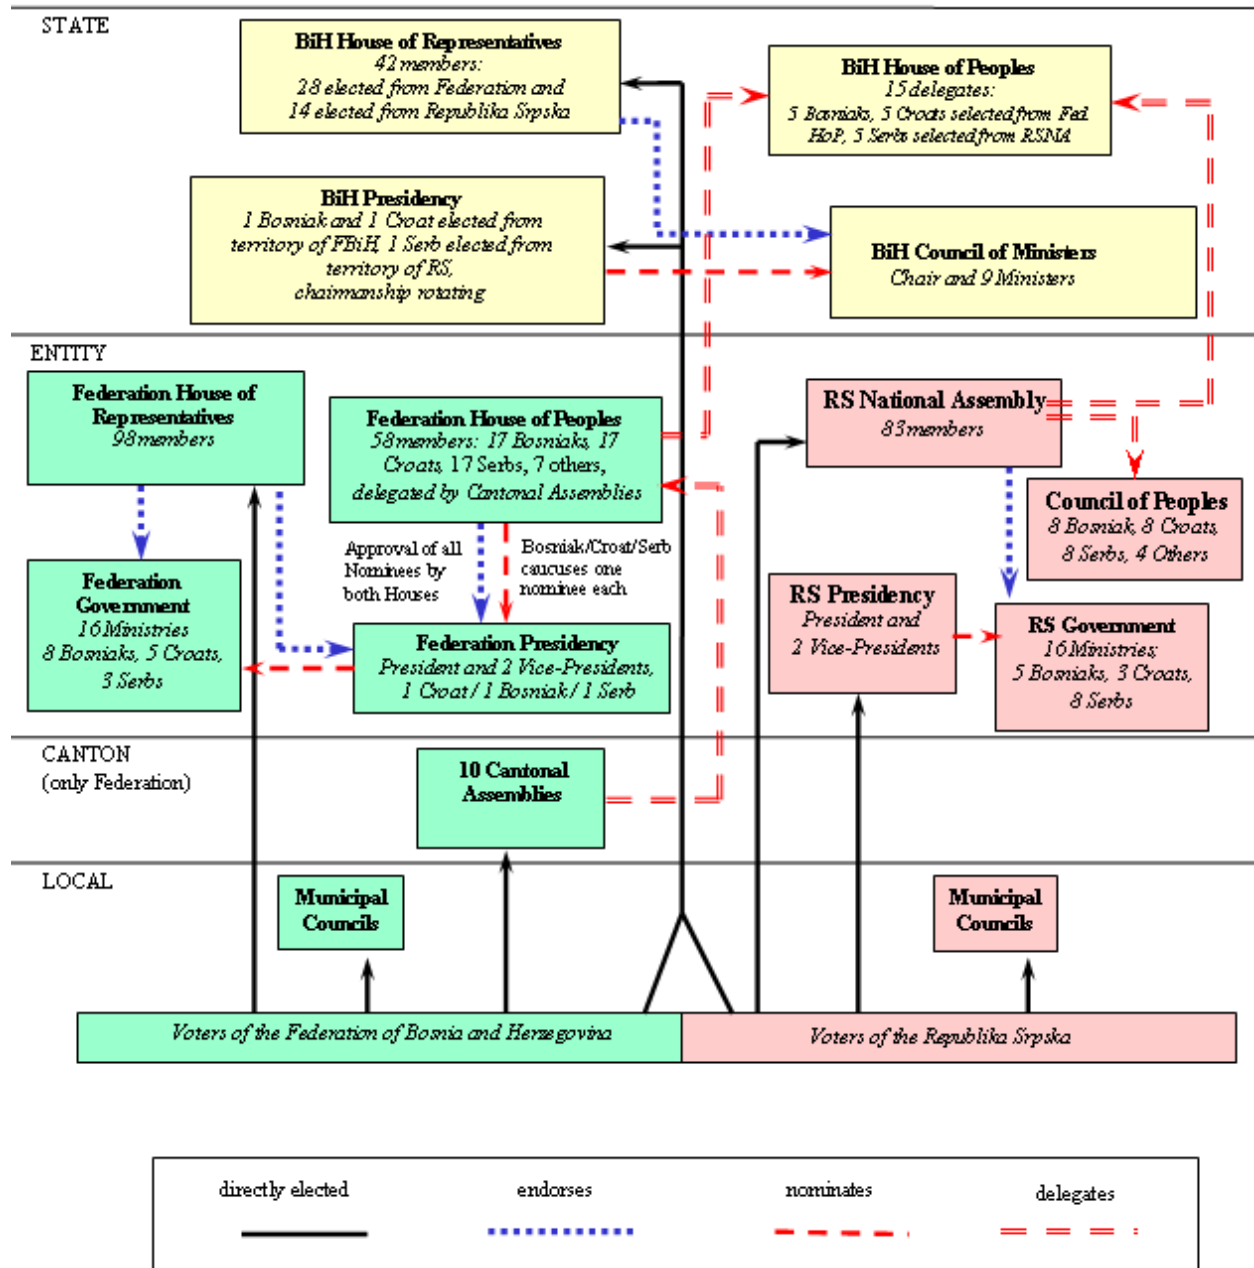 STATE
BiH House of Representatives
42 members:
28 elected from Federation and
14 elected from Republika Srpska
BiH House of Peoples
15 delegates:
5 Bosniaks, 5 Croats selected from Fed
HoP, 5 Serbs selected from RSNA
BiH Presidency
1 Bosniak and 1 Croat elected from
territory of FBiH, 1 Serb elected from
territory of RS,
chairmanship rotating
BiH Council of Ministers
Chair and 9 Ministers
ENTITY
Federation House of
Representatives
98 members
Federation House of Peoples
58 members: 17 Bosniaks, 17
Croats, 17 Serbs, 7 others,
delegated by Cantonal Assemblies
RS National Assembly
83 members
Council of Peoples
8 Bosniak, 8 Croats,
8 Serbs, 4 Others
Approval of all
Nominees by
both Houses
Bosniak/Croat/Serb
caucuses one
nominee each
Federation
Government
16 Ministries
8 Bosniaks, 5 Croats,
3 Serbs
Federation Presidency
President and 2 Vice-Presidents,
1 Croat / 1 Bosniak / 1 Serb
RS Presidency
President and
2 Vice-Presidents
RS Government
16 Ministries;
5 Bosniaks, 3 Croats,
8 Serbs
CANTON
(only Federation)
10 Cantonal
Assemblies
LOCAL
Municipal
Councils
Municipal
Councils
Voters of the Federation of Bosnia and Herzegovina
Voters of the Republika Srpska
directly elected
endorses
nominates
delegates